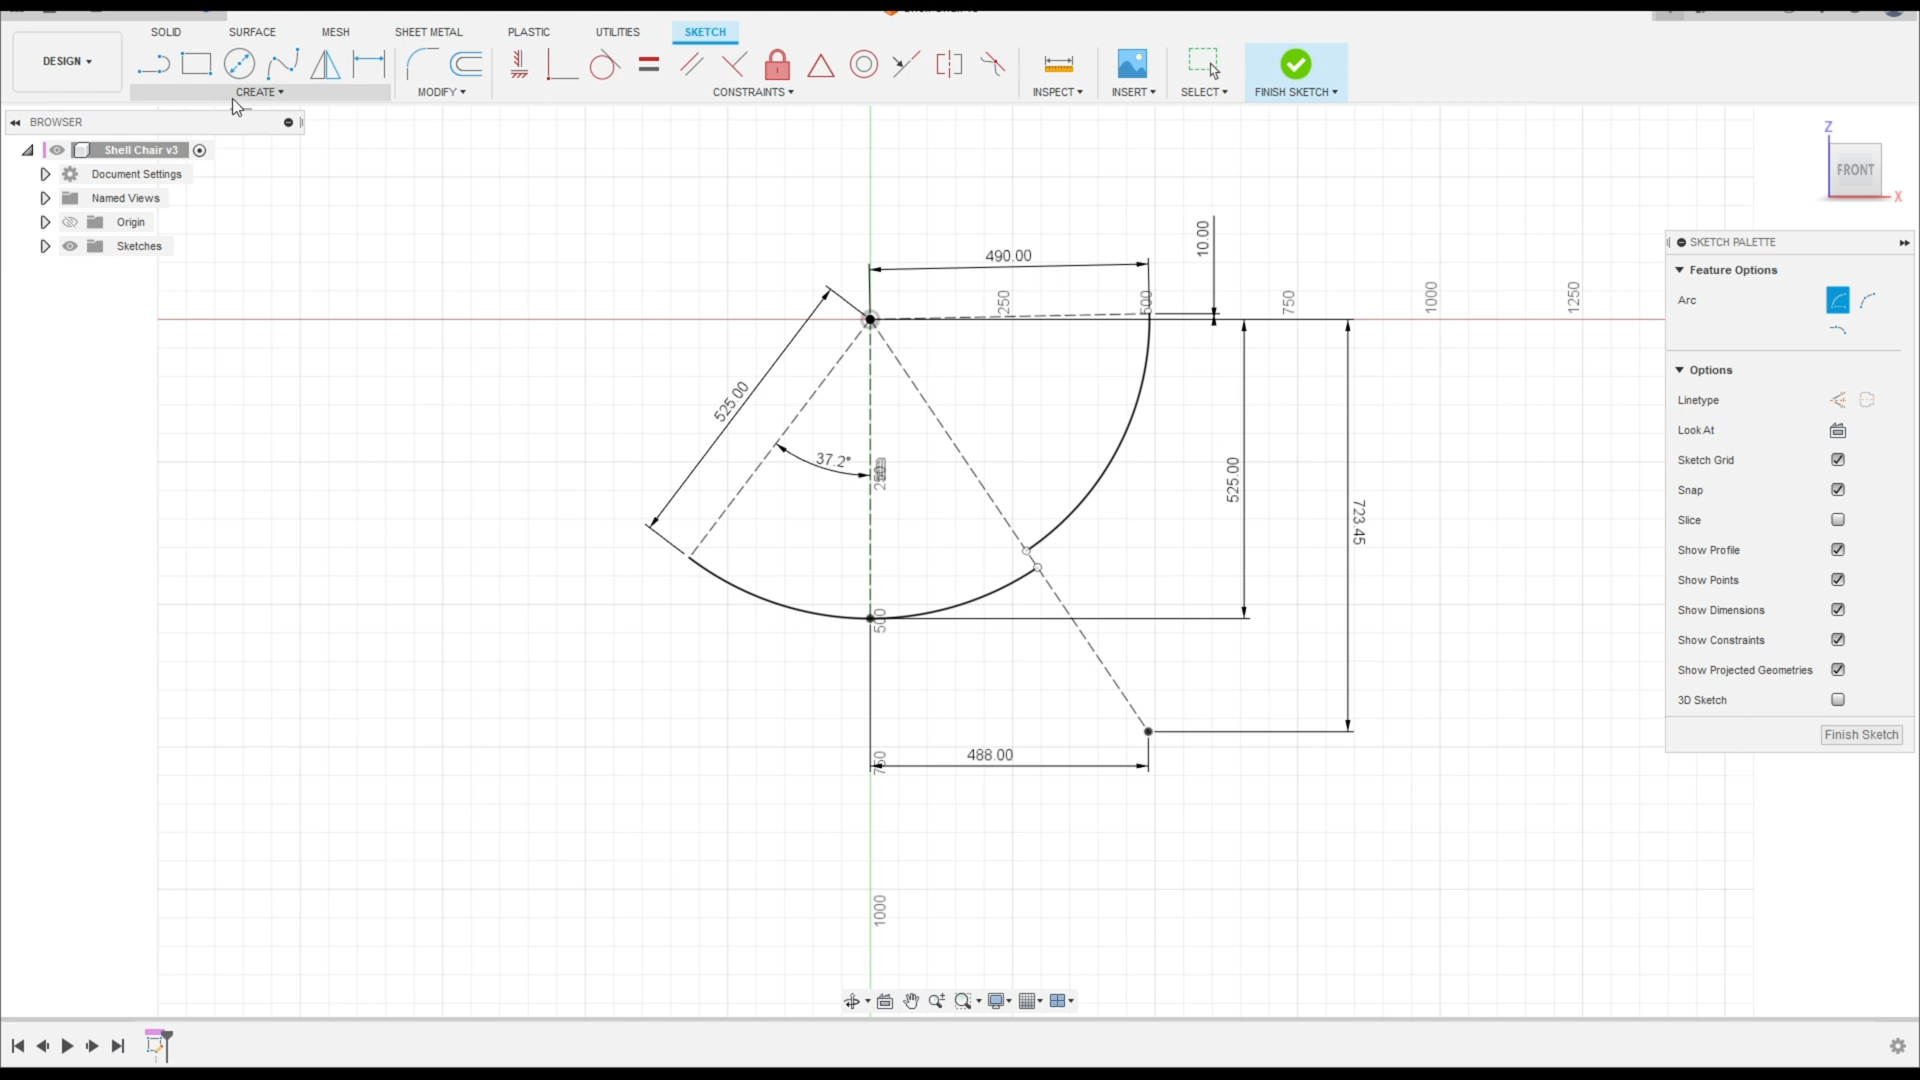 SOLID
SURFACE
MESH
SHEET METAL
PLASTIC
UTILITIES
SKETCH
DESIGN
CREATE
MODIFY
CONSTRAINTS
INSPECT
INSERT
SELECT
FINISH SKETCH
BROWSER
Shell Chair v3
Document Settings
Named Views
Origin
Sketches
Z
FRONT
X
490.00
10.00
250
500
750
1000
1250
525.00
37.2°
250
525.00
723.45
500
488.00
750
1000
SKETCH PALETTE
Feature Options
Arc
Options
Linetype
Look At
Sketch Grid
Snap
Slice
Show Profile
Show Points
Show Dimensions
Show Constraints
Show Projected Geometries
3D Sketch
Finish Sketch